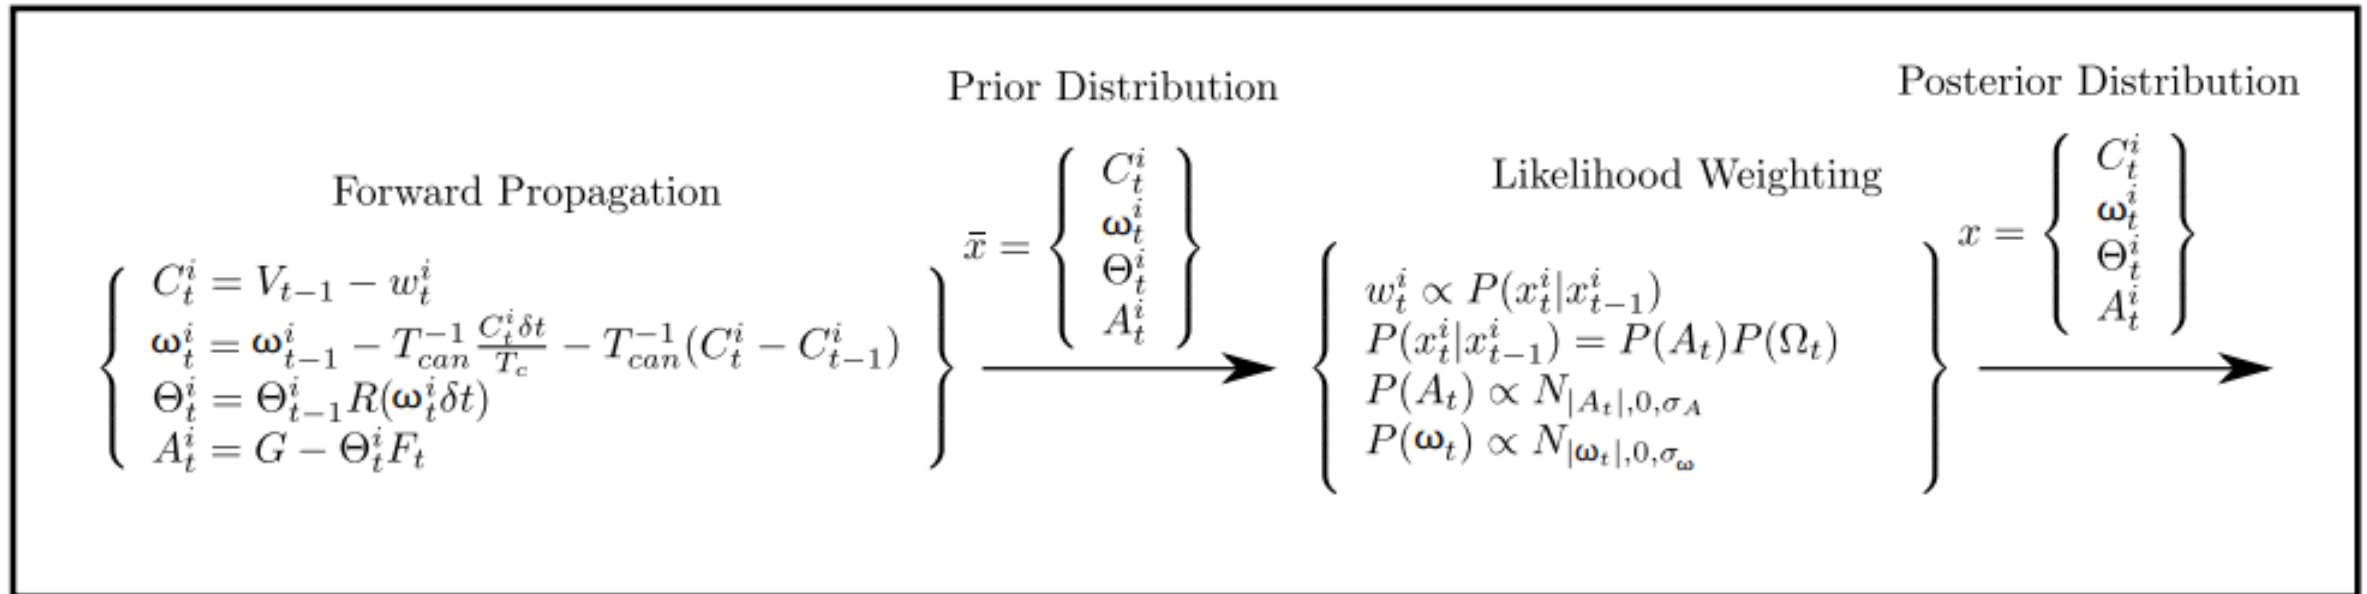 Forward Propagation
C_t^i = V_{t-1} − w_t^i
ω_t^i = ω_{t-1}^i − T_{can}^{-1} \frac{C_t^i δt}{T_c} − T_{can}^{-1}(C_t^i − C_{t-1}^i)
Θ_t^i = Θ_{t-1}^i R(ω_t^i δt)
A_t^i = G − Θ_t^i F_t
Prior Distribution
x̄ =
C_t^i
ω_t^i
Θ_t^i
A_t^i
Likelihood Weighting
w_t^i ∝ P(x_t^i|x_{t-1}^i)
P(x_t^i|x_{t-1}^i) = P(A_t)P(Ω_t)
P(A_t) ∝ N_{|A_t|,0,σ_A}
P(ω_t) ∝ N_{|ω_t|,0,σ_ω}
Posterior Distribution
x =
C_t^i
ω_t^i
Θ_t^i
A_t^i